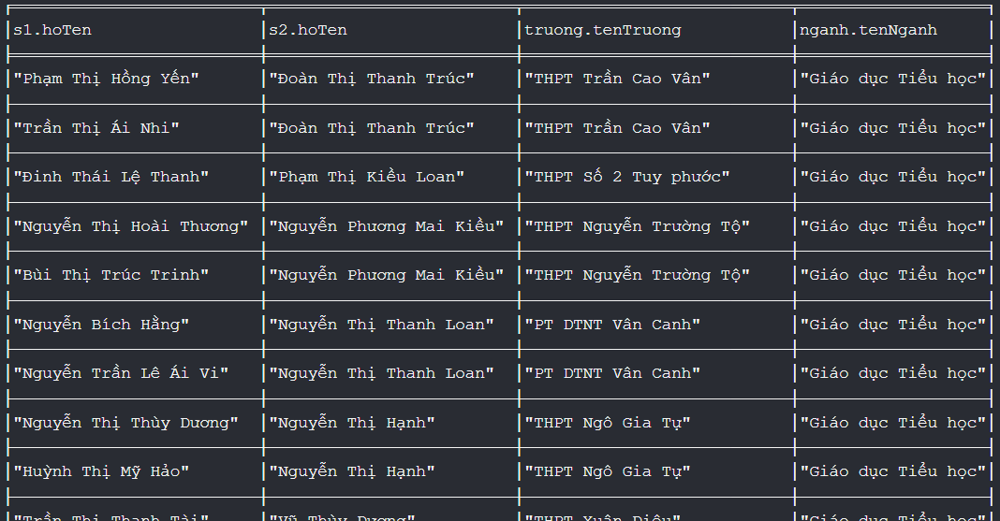 s1.hoTen s2.hoTen truong.tenTruong nganh.tenNganh
"Phạm Thị Hồng Yến" "Đoàn Thị Thanh Trúc" "THPT Trần Cao Vân" "Giáo dục Tiểu học"
"Trần Thị Ái Nhi" "Đoàn Thị Thanh Trúc" "THPT Trần Cao Vân" "Giáo dục Tiểu học"
"Đinh Thái Lệ Thanh" "Phạm Thị Kiều Loan" "THPT Số 2 Tuy phước" "Giáo dục Tiểu học"
"Nguyễn Thị Hoài Thương" "Nguyễn Phương Mai Kiều" "THPT Nguyễn Trường Tộ" "Giáo dục Tiểu học"
"Bùi Thị Trúc Trinh" "Nguyễn Phương Mai Kiều" "THPT Nguyễn Trường Tộ" "Giáo dục Tiểu học"
"Nguyễn Bích Hằng" "Nguyễn Thị Thanh Loan" "PT DTNT Vân Canh" "Giáo dục Tiểu học"
"Nguyễn Trần Lê Ái Vi" "Nguyễn Thị Thanh Loan" "PT DTNT Vân Canh" "Giáo dục Tiểu học"
"Nguyễn Thị Thùy Dương" "Nguyễn Thị Hạnh" "THPT Ngô Gia Tự" "Giáo dục Tiểu học"
"Huỳnh Thị Mỹ Hảo" "Nguyễn Thị Hạnh" "THPT Ngô Gia Tự" "Giáo dục Tiểu học"
"Trần Thị Thanh Tài" "Vũ Thùy Dương" "THPT Xuân Diệu" "Giáo dục Tiểu học"